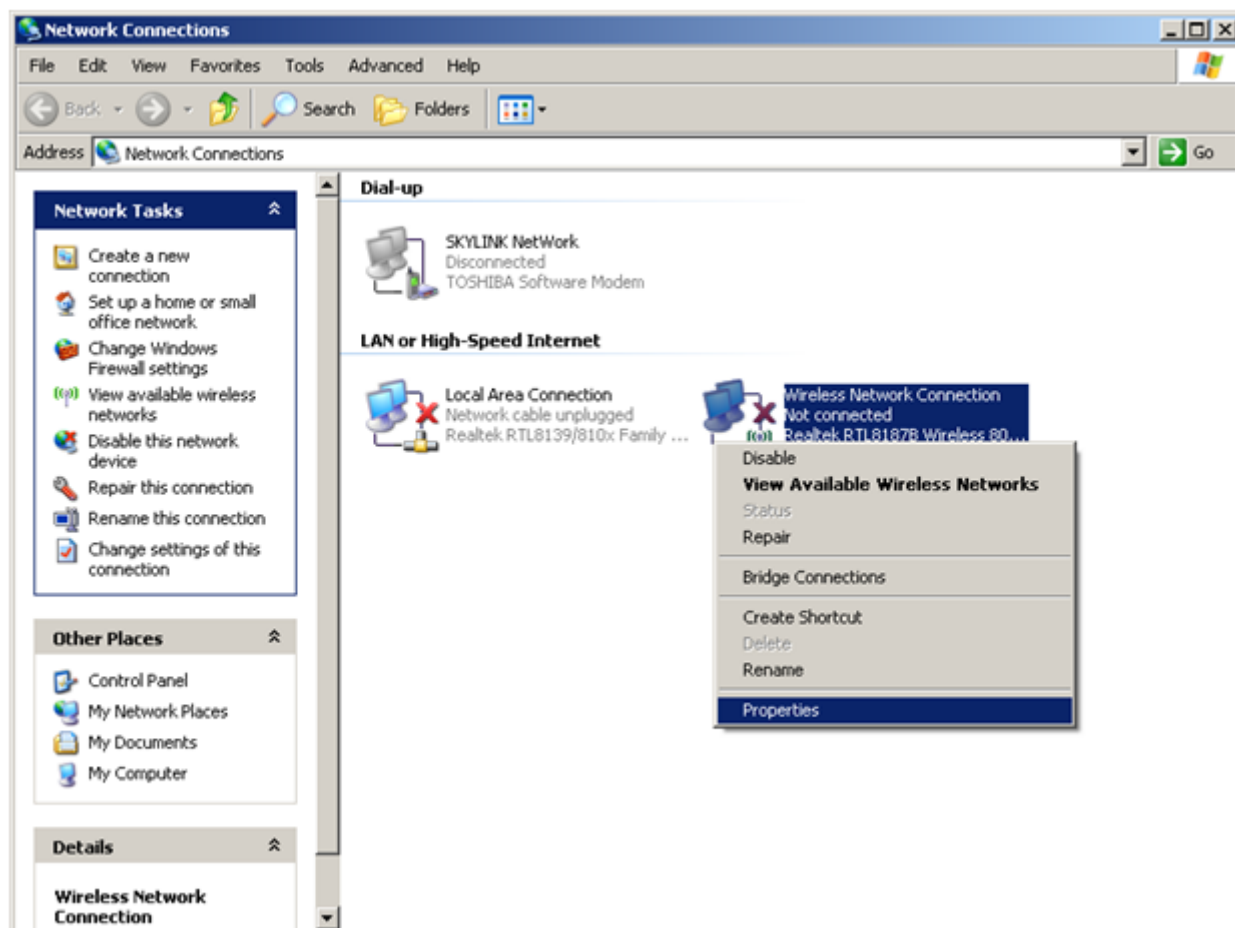 Network Connections
File Edit View Favorites Tools Advanced Help
Back Search Folders
Address Network Connections Go
Network Tasks
Create a new
connection
Set up a home or small
office network
Change Windows
Firewall settings
View available wireless
networks
Disable this network
device
Repair this connection
Rename this connection
Change settings of this
connection
Other Places
Control Panel
My Network Places
My Documents
My Computer
Details
Wireless Network
Connection
Dial-up
SKYLINK NetWork
Disconnected
TOSHIBA Software Modem
LAN or High-Speed Internet
Local Area Connection
Network cable unplugged
Realtek RTL8139/810x Family ...
Wireless Network Connection
Not connected
Realtek RTL8187B Wireless 80...
Disable
View Available Wireless Networks
Status
Repair
Bridge Connections
Create Shortcut
Delete
Rename
Properties